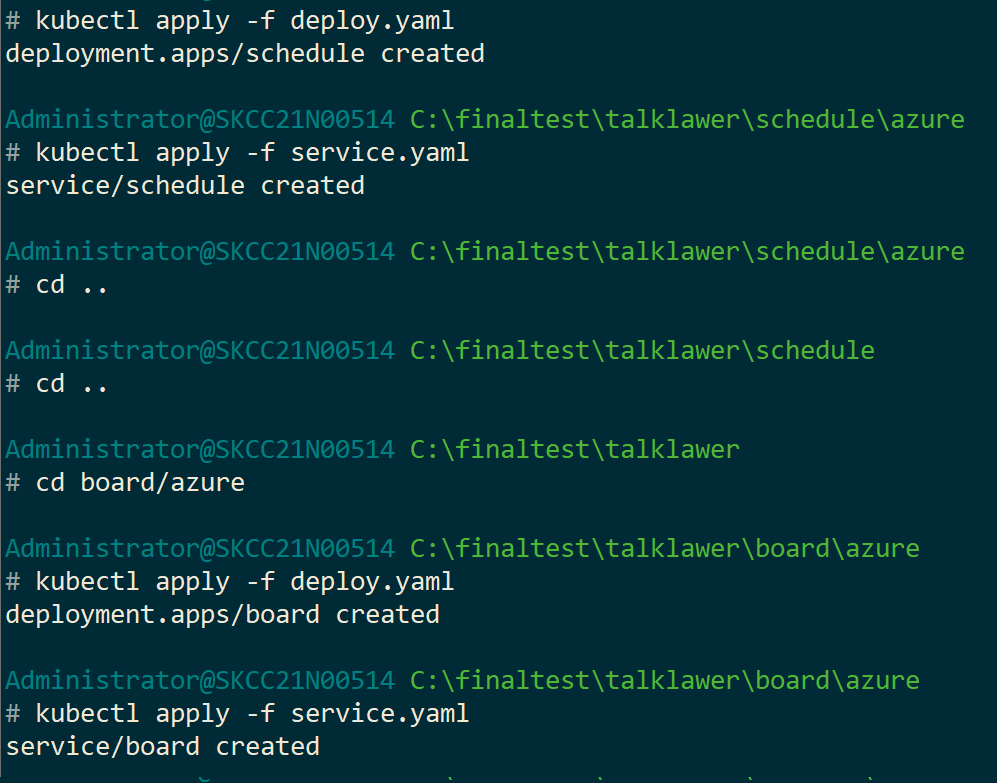 # kubectl apply -f deploy.yaml
deployment.apps/schedule created
Administrator@SKCC21N00514 C:\finaltest\talklawer\schedule\azure
# kubectl apply -f service.yaml
service/schedule created
Administrator@SKCC21N00514 C:\finaltest\talklawer\schedule\azure
# cd ..
Administrator@SKCC21N00514 C:\finaltest\talklawer\schedule
# cd ..
Administrator@SKCC21N00514 C:\finaltest\talklawer
# cd board/azure
Administrator@SKCC21N00514 C:\finaltest\talklawer\board\azure
# kubectl apply -f deploy.yaml
deployment.apps/board created
Administrator@SKCC21N00514 C:\finaltest\talklawer\board\azure
# kubectl apply -f service.yaml
service/board created